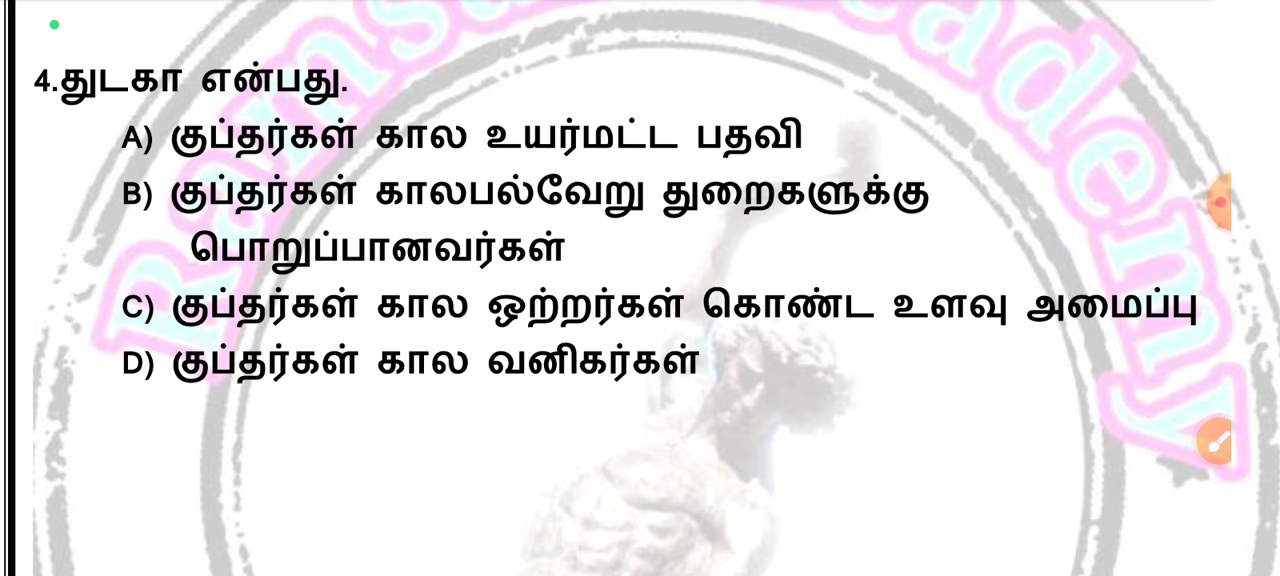 4.துடகா என்பது.
A) குப்தர்கள் கால உயர்மட்ட பதவி
B) குப்தர்கள் காலபல்வேறு துறைகளுக்கு
பொறுப்பானவர்கள்
C) குப்தர்கள் கால ஒற்றர்கள் கொண்ட உளவு அமைப்பு
D) குப்தர்கள் கால வனிகர்கள்